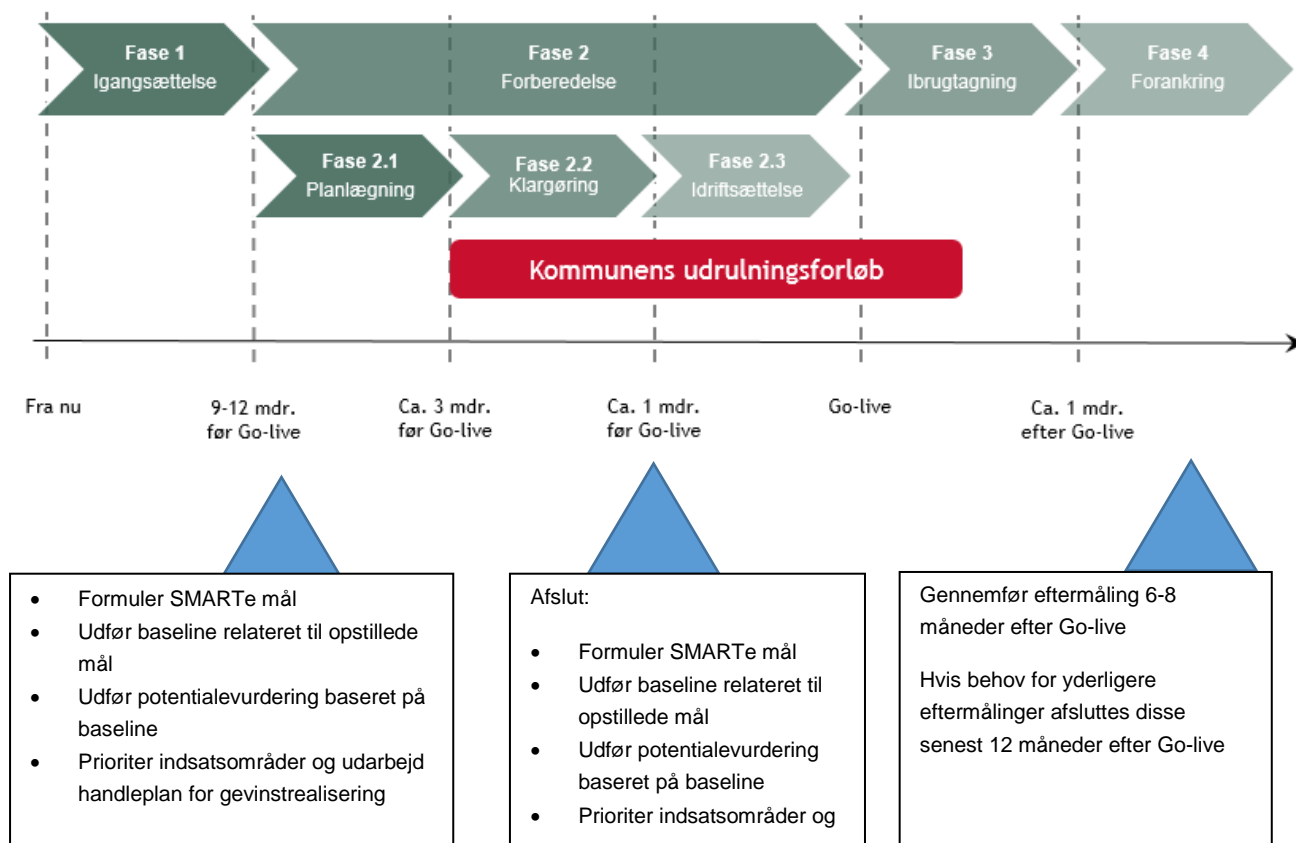 Fase 1
Igangsættelse
Fase 2
Forberedelse
Fase 3
Ibrugtagning
Fase 4
Forankring
Fase 2.1
Planlægning
Fase 2.2
Klargøring
Fase 2.3
Idriftsættelse
Kommunens udrulningsforløb
Fra nu
9-12 mdr.
før Go-live
Ca. 3 mdr.
før Go-live
Ca. 1 mdr.
før Go-live
Go-live
Ca. 1 mdr.
efter Go-live
• Formuler SMARTe mål
• Udfør baseline relateret til opstillede
mål
• Udfør potentialevurdering baseret på
baseline
• Prioriter indsatsområder og udarbejd
handleplan for gevinstrealisering
Afslut:
• Formuler SMARTe mål
• Udfør baseline relateret til
opstillede mål
• Udfør potentialevurdering
baseret på baseline
• Prioriter indsatsområder og
Gennemfør eftermåling 6-8
måneder efter Go-live
Hvis behov for yderligere
eftermålinger afsluttes disse
senest 12 måneder efter Go-live